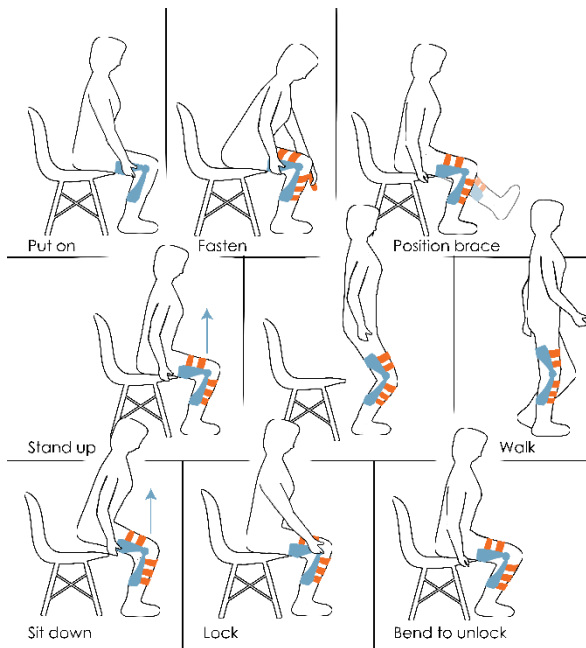 Put on
Fasten
Position brace
Stand up
Walk
Sit down
Lock
Bend to unlock